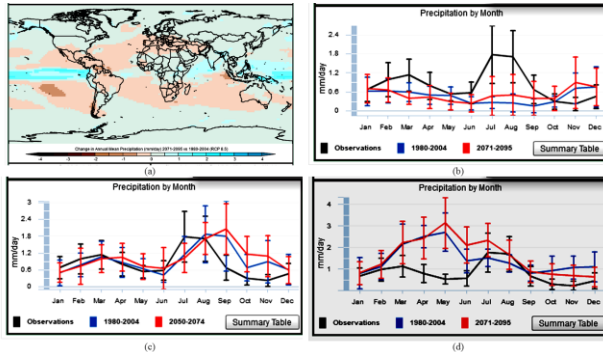 Change in Annual Mean Precipitation (mm/day) 2071-2095 vs 1980-2004 (RCP 8.5)
-4 -3 -2 -1 0 1 2 3 4
(a)
Precipitation by Month
mm/day
2.4
1.8
1.2
0.6
0
Jan Feb Mar Apr May Jun Jul Aug Sep Oct Nov Dec
Observations 1980-2004 2071-2095 Summary Table
(b)
Precipitation by Month
mm/day
3
2.4
1.8
1.2
0.6
0
Jan Feb Mar Apr May Jun Jul Aug Sep Oct Nov Dec
Observations 1980-2004 2050-2074 Summary Table
(c)
Precipitation by Month
mm/day
4
3
2
1
Jan Feb Mar Apr May Jun Jul Aug Sep Oct Nov Dec
Observations 1980-2004 2071-2095 Summary Table
(d)